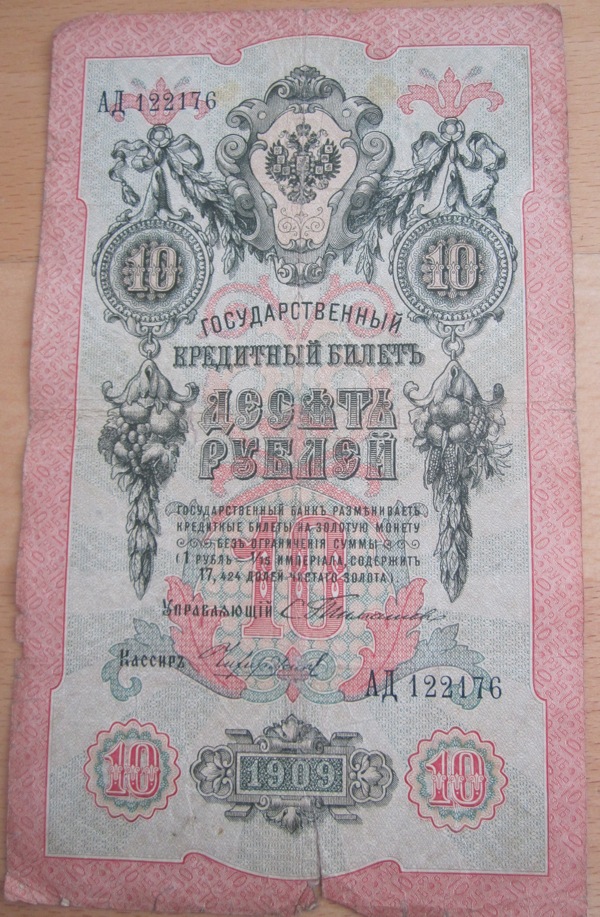 АД 122176
10 10
ГОСУДАРСТВЕННЫЙ
КРЕДИТНЫЙ БИЛЕТЪ
ДЕСЯТЬ
РУБЛЕЙ
ГОСУДАРСТВЕННЫЙ БАНКЪ РАЗМѢНИВАЕТЪ
КРЕДИТНЫЕ БИЛЕТЫ НА ЗОЛОТУЮ МОНЕТУ
БЕЗЪ ОГРАНИЧЕНІЯ СУММЫ
(1 РУБЛЬ = 1/15 ИМПЕРІАЛА, СОДЕРЖИТЪ
17,424 ДОЛЕЙ ЧИСТАГО ЗОЛОТА)
10
УПРАВЛЯЮЩІЙ
КАССИРЪ
АД 122176
10 1909 10